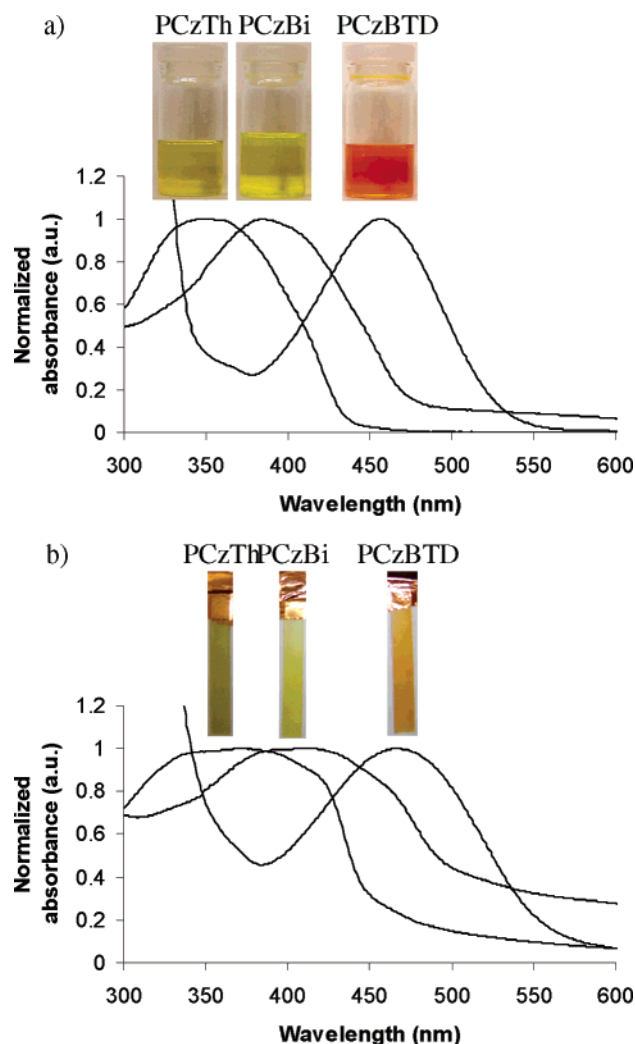 a)
PCzTh PCzBi PCzBTD
1.2
1
0.8
0.6
0.4
0.2
0
Normalized
absorbance (a.u.)
300 350 400 450 500 550 600
Wavelength (nm)
b)
PCzThPCzBi PCzBTD
1.2
1
0.8
0.6
0.4
0.2
0
Normalized
absorbance (a.u.)
300 350 400 450 500 550 600
Wavelength (nm)